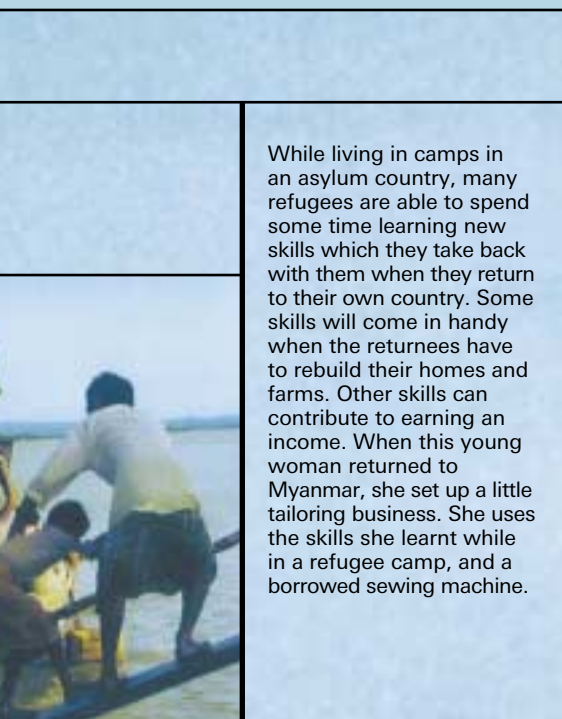 While living in camps in
an asylum country, many
refugees are able to spend
some time learning new
skills which they take back
with them when they return
to their own country. Some
skills will come in handy
when the returnees have
to rebuild their homes and
farms. Other skills can
contribute to earning an
income. When this young
woman returned to
Myanmar, she set up a little
tailoring business. She uses
the skills she learnt while
in a refugee camp, and a
borrowed sewing machine.